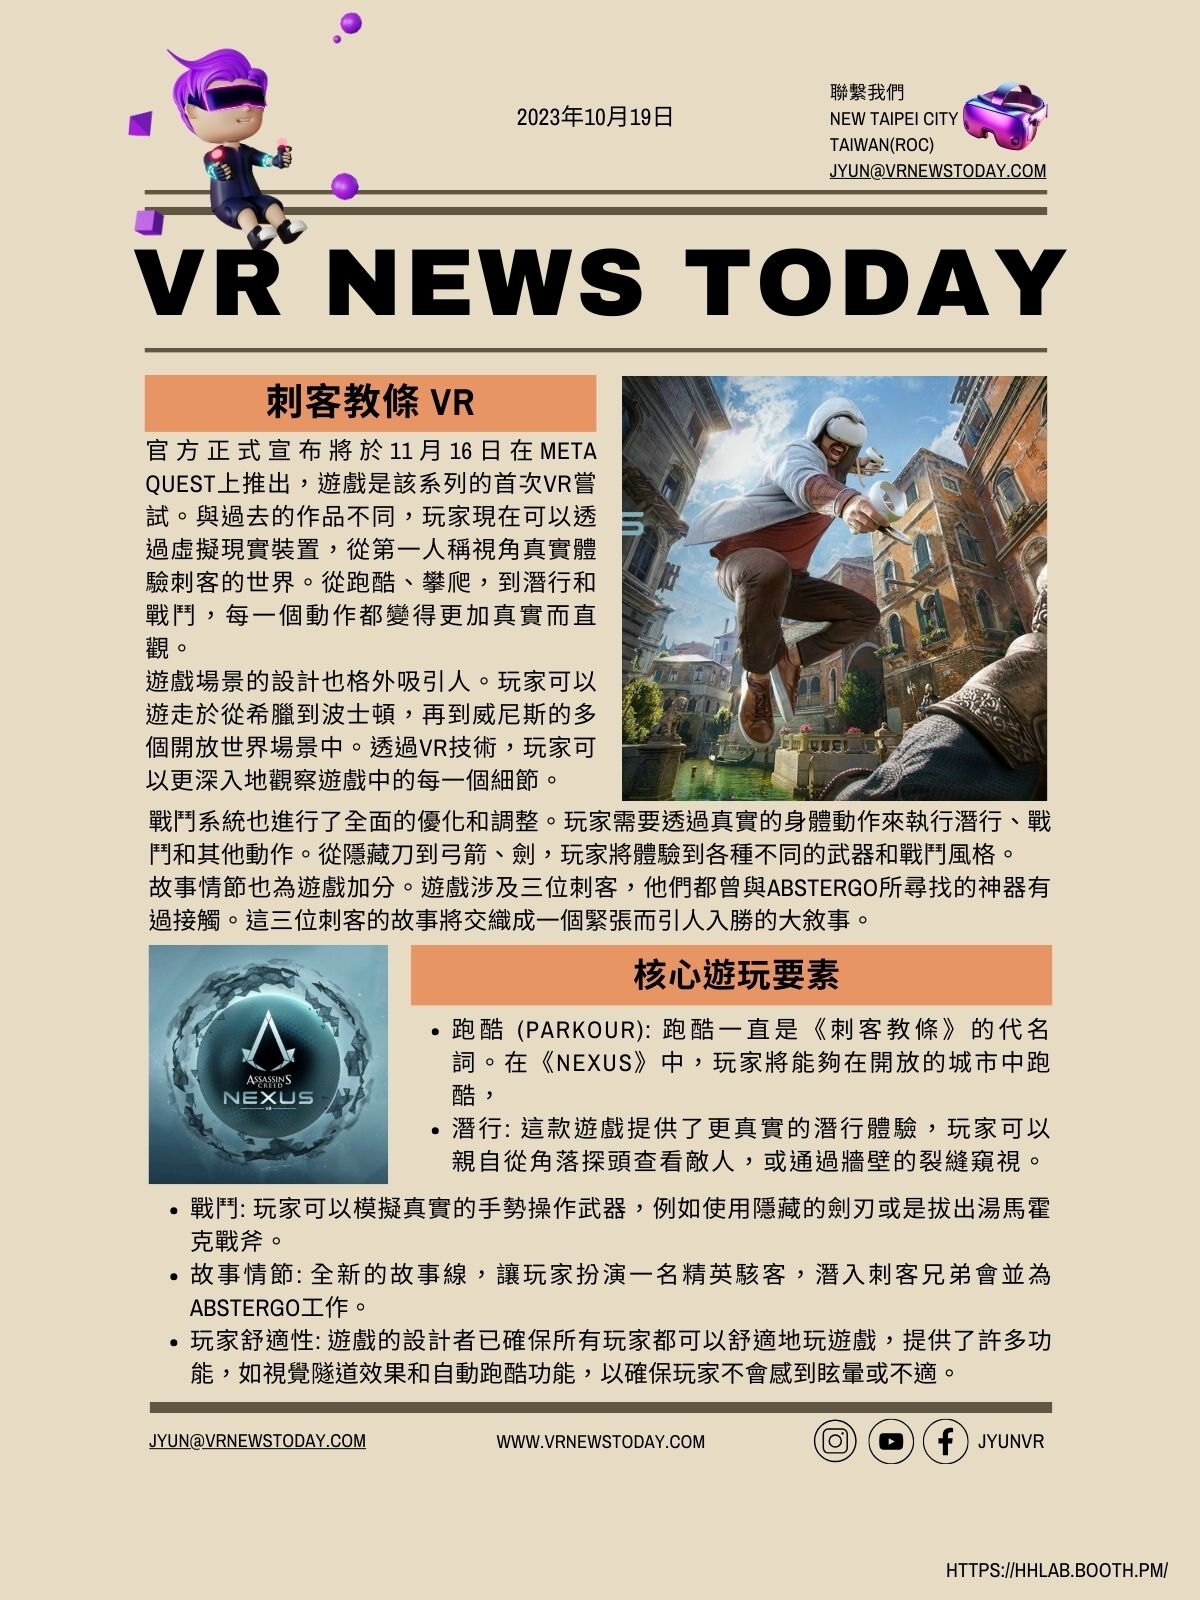 2023年10月19日
聯繫我們
NEW TAIPEI CITY
TAIWAN(ROC)
JYUN@VRNEWSTODAY.COM
VR NEWS TODAY
刺客教條 VR
官方正式宣布將於11月16日在META
QUEST上推出，遊戲是該系列的首次VR嘗
試。與過去的作品不同，玩家現在可以透
過虛擬現實裝置，從第一人稱視角真實體
驗刺客的世界。從跑酷、攀爬，到潛行和
戰鬥，每一個動作都變得更加真實而直
觀。
遊戲場景的設計也格外吸引人。玩家可以
遊走於從希臘到波士頓，再到威尼斯的多
個開放世界場景中。透過VR技術，玩家可
以更深入地觀察遊戲中的每一個細節。
S
戰鬥系統也進行了全面的優化和調整。玩家需要透過真實的身體動作來執行潛行、戰
鬥和其他動作。從隱藏刀到弓箭、劍，玩家將體驗到各種不同的武器和戰鬥風格。
故事情節也為遊戲加分。遊戲涉及三位刺客，他們都曾與ABSTERGO所尋找的神器有
過接觸。這三位刺客的故事將交織成一個緊張而引人入勝的大敘事。
ASSASSIN'S
CREED
NEXUS
VR
核心遊玩要素
• 跑酷 (PARKOUR): 跑酷一直是《刺客教條》的代名
詞。在《NEXUS》中，玩家將能夠在開放的城市中跑
酷，
• 潛行: 這款遊戲提供了更真實的潛行體驗，玩家可以
親自從角落探頭查看敵人，或通過牆壁的裂縫窺視。
• 戰鬥: 玩家可以模擬真實的手勢操作武器，例如使用隱藏的劍刃或是拔出湯馬霍
克戰斧。
• 故事情節: 全新的故事線，讓玩家扮演一名精英駭客，潛入刺客兄弟會並為
ABSTERGO工作。
• 玩家舒適性: 遊戲的設計者已確保所有玩家都可以舒適地玩遊戲，提供了許多功
能，如視覺隧道效果和自動跑酷功能，以確保玩家不會感到眩暈或不適。
JYUN@VRNEWSTODAY.COM
WWW.VRNEWSTODAY.COM
JYUNVR
HTTPS://HHLAB.BOOTH.PM/